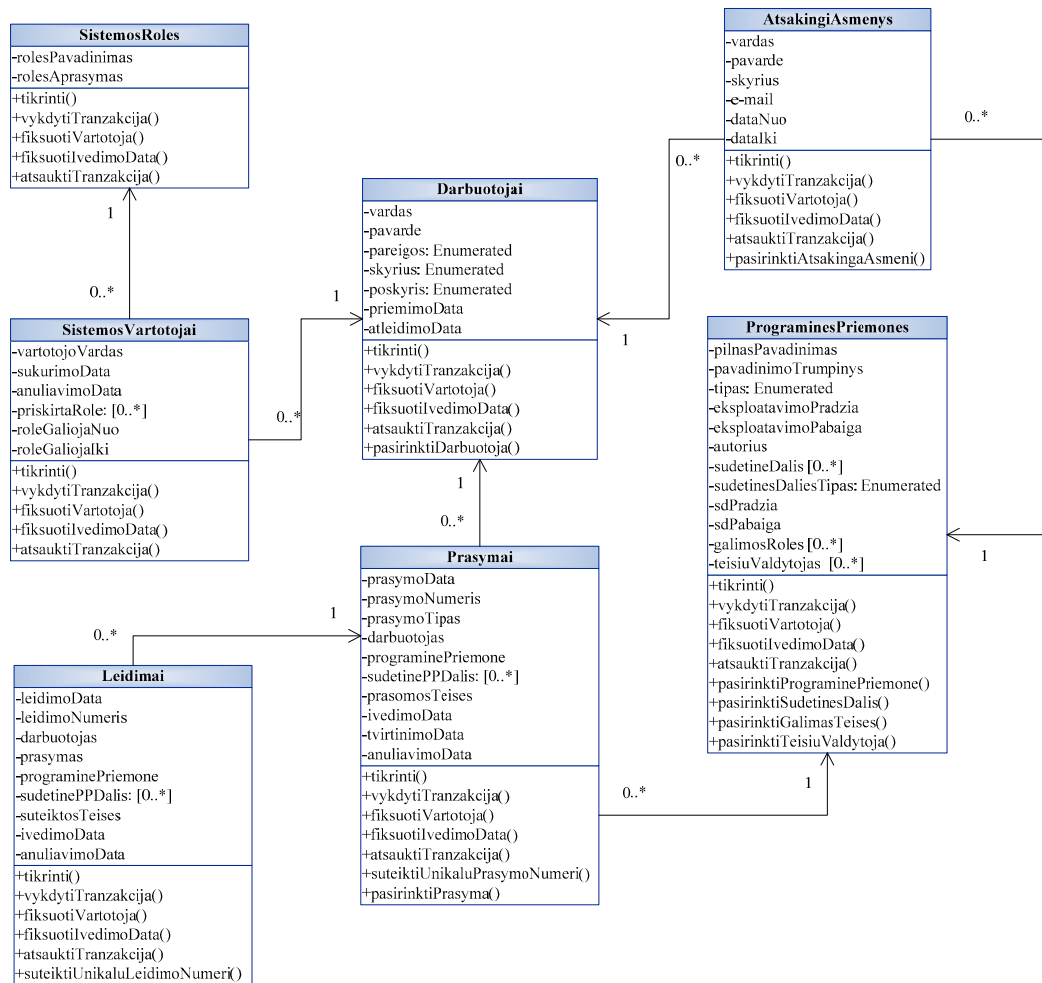 SistemosRoles
-rolesPavadinimas
-rolesAprasymas
+tikrinti()
+vykdytiTranzakcija()
+fiksuotiVartotoja()
+fiksuotiIvedimoData()
+atsauktiTranzakcija()
1
0..*
SistemosVartotojai
-vartotojoVardas
-sukurimoData
-anuliavimoData
-priskirtaRole: [0..*]
-roleGaliojaNuo
-roleGaliojaIki
+tikrinti()
+vykdytiTranzakcija()
+fiksuotiVartotoja()
+fiksuotiIvedimoData()
+atsauktiTranzakcija()
1
0..*
Darbuotojai
-vardas
-pavarde
-pareigos: Enumerated
-skyrius: Enumerated
-poskyris: Enumerated
-priemimoData
-atleidimoData
+tikrinti()
+vykdytiTranzakcija()
+fiksuotiVartotoja()
+fiksuotiIvedimoData()
+atsauktiTranzakcija()
+pasirinktiDarbuotoja()
1
0..*
AtsakingiAsmenys
-vardas
-pavarde
-skyrius
-e-mail
-dataNuo
-dataIki
+tikrinti()
+vykdytiTranzakcija()
+fiksuotiVartotoja()
+fiksuotiIvedimoData()
+atsauktiTranzakcija()
+pasirinktiAtsakingaAsmeni()
0..*
0..*
1
PrograminesPriemones
-pilnasPavadinimas
-pavadinimoTrumpinys
-tipas: Enumerated
-eksploatavimoPradzia
-eksploatavimoPabaiga
-autorius
-sudetineDalis [0..*]
-sudetinesDaliesTipas: Enumerated
-sdPradzia
-sdPabaiga
-galimosRoles [0..*]
-teisiuValdytojas [0..*]
+tikrinti()
+vykdytiTranzakcija()
+fiksuotiVartotoja()
+fiksuotiIvedimoData()
+atsauktiTranzakcija()
+pasirinktiPrograminePriemone()
+pasirinktiSudetinesDalis()
+pasirinktiGalimasTeises()
+pasirinktiTeisiuValdytoja()
1
Prasymai
-prasymoData
-prasymoNumeris
-prasymoTipas
-darbuotojas
-programinePriemone
-sudetinePPDalis: [0..*]
-prasomosTeises
-ivedimoData
-tvirtinimoData
-anuliavimoData
+tikrinti()
+vykdytiTranzakcija()
+fiksuotiVartotoja()
+fiksuotiIvedimoData()
+atsauktiTranzakcija()
+suteiktiUnikaluPrasymoNumeri()
+pasirinktiPrasyma()
0..*
1
0..*
1
Leidimai
-leidimoData
-leidimoNumeris
-darbuotojas
-prasymas
-programinePriemone
-sudetinePPDalis: [0..*]
-suteiktosTeises
-ivedimoData
-anuliavimoData
+tikrinti()
+vykdytiTranzakcija()
+fiksuotiVartotoja()
+fiksuotiIvedimoData()
+atsauktiTranzakcija()
+suteiktiUnikaluLeidimoNumeri()